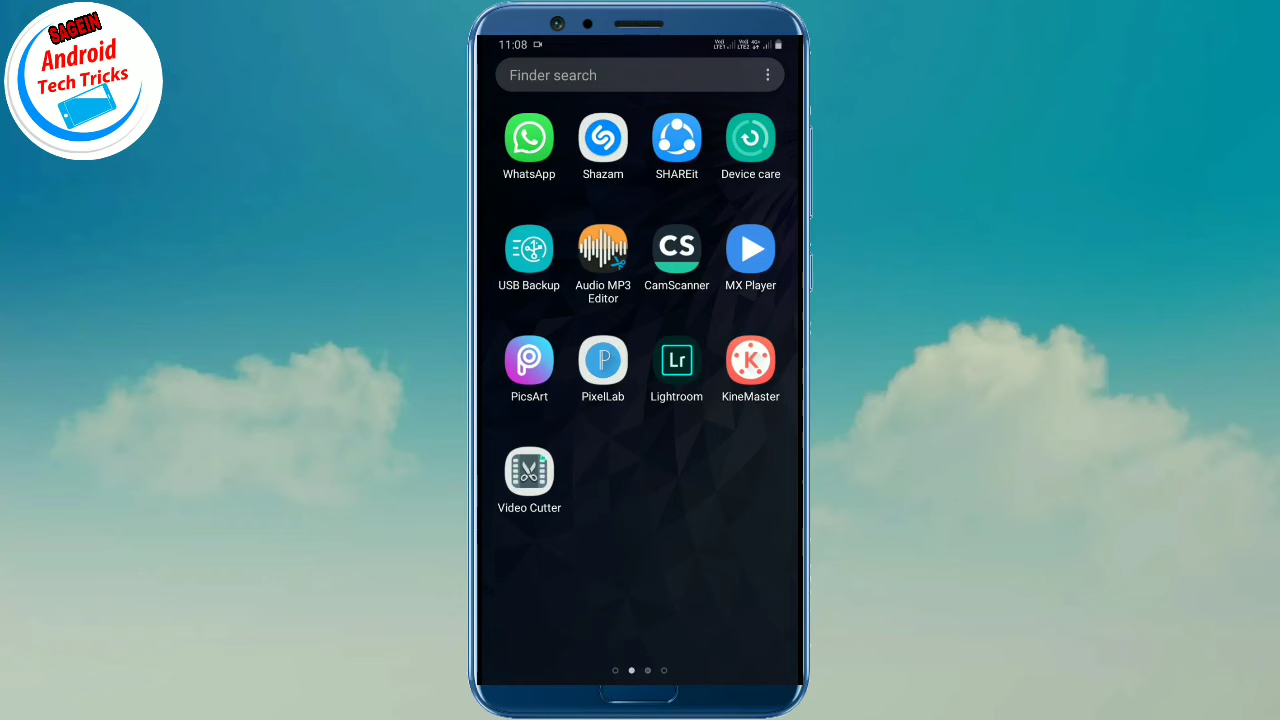 SAGEIN
Android
Tech Tricks
11:08
Finder search
WhatsApp
Shazam
SHAREit
Device care
USB Backup
Audio MP3
Editor
CS
CamScanner
MX Player
PicsArt
P
PixelLab
Lr
Lightroom
K
KineMaster
Video Cutter